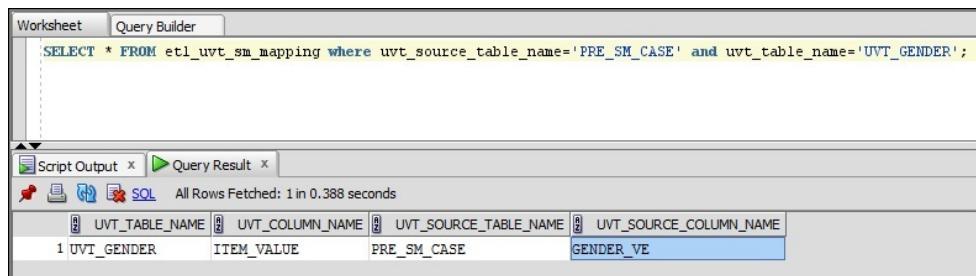 Worksheet Query Builder
SELECT * FROM etl_uvt_sm_mapping where uvt_source_table_name='PRE_SM_CASE' and uvt_table_name='UVT_GENDER';
Script Output x Query Result x
SQL All Rows Fetched: 1 in 0.388 seconds
UVT_TABLE_NAME UVT_COLUMN_NAME UVT_SOURCE_TABLE_NAME UVT_SOURCE_COLUMN_NAME
1 UVT_GENDER ITEM_VALUE PRE_SM_CASE GENDER_VE